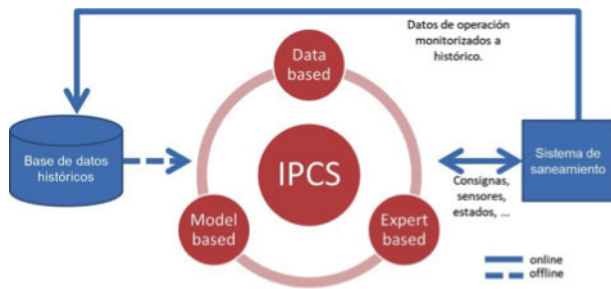 Datos de operación
monitorizados a
histórico.
Data
based
Base de datos
históricos
IPCS
Sistema de
saneamiento
Consignas,
sensores,
estados, ...
Model
based
Expert
based
online
offline